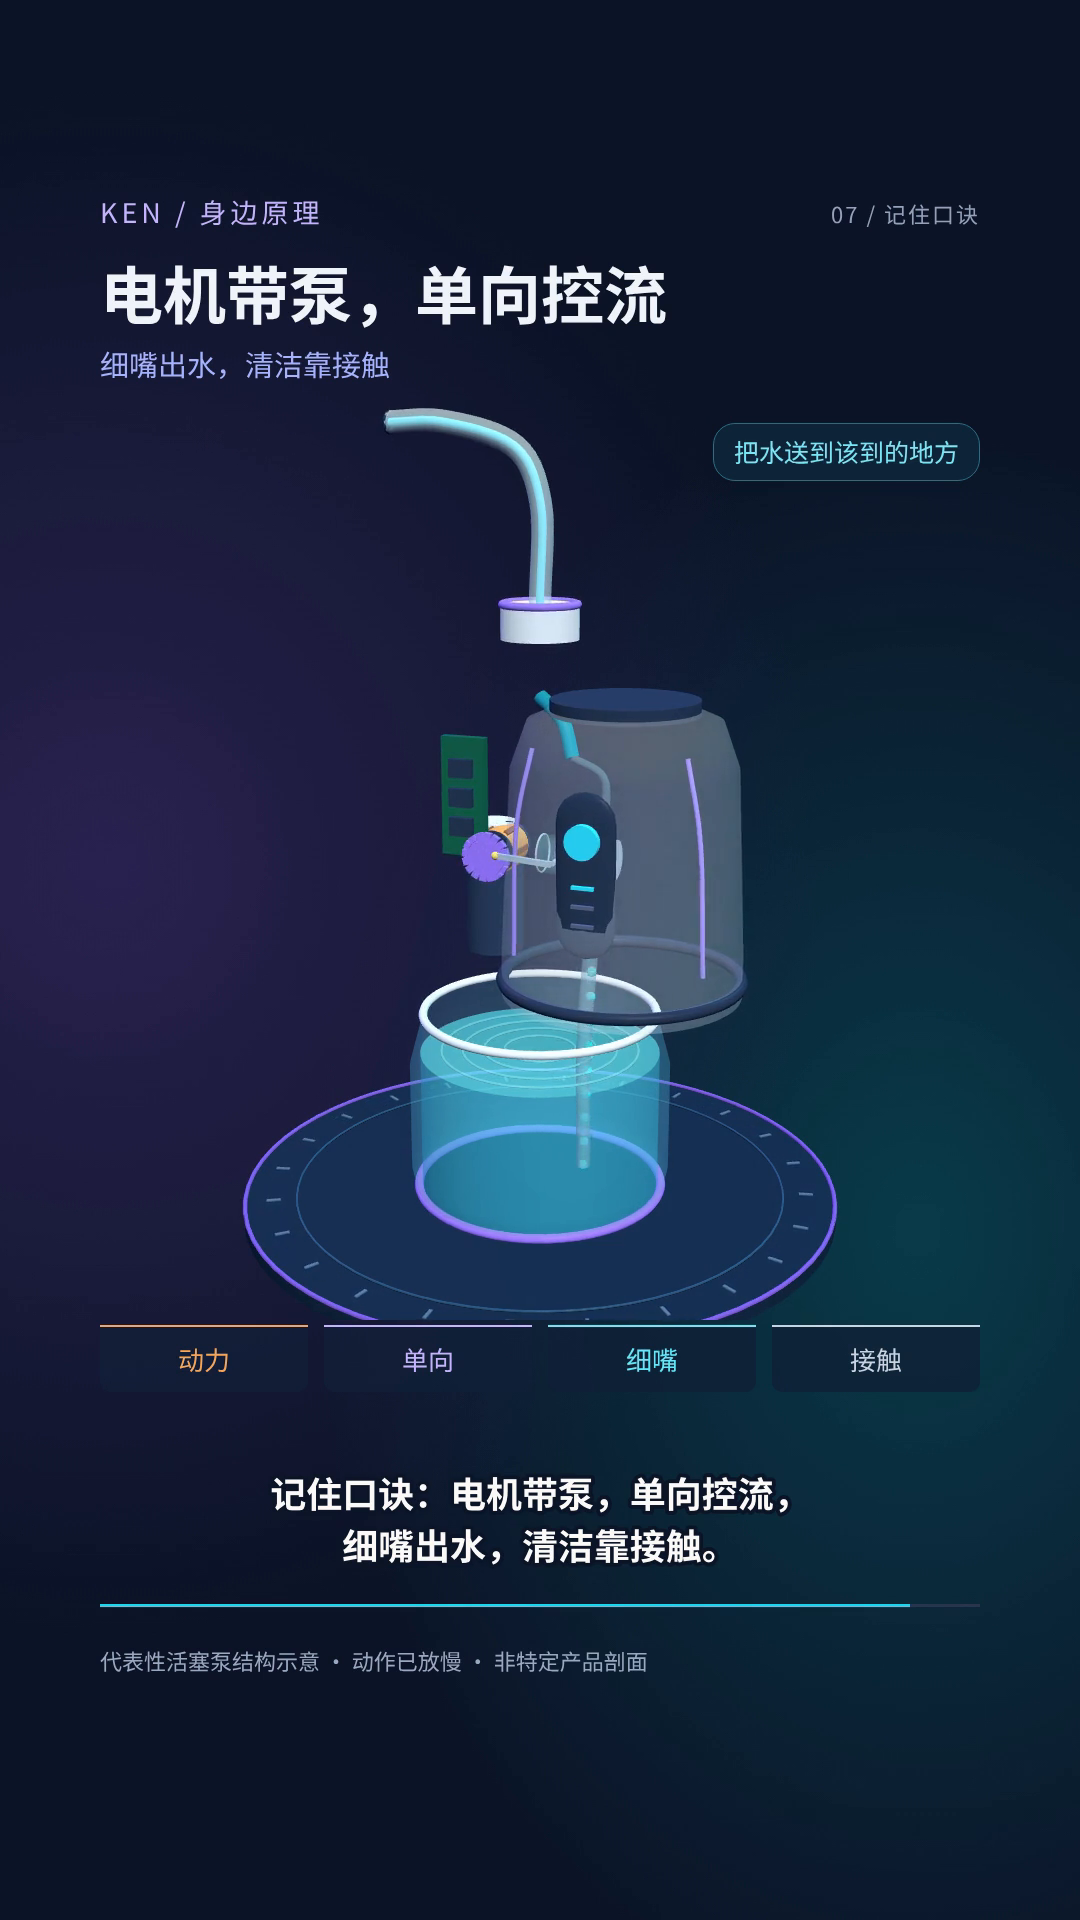 KEN / 身边原理
07 / 记住口诀
电机带泵，单向控流
细嘴出水，清洁靠接触
把水送到该到的地方
动力
单向
细嘴
接触
记住口诀：电机带泵，单向控流，
细嘴出水，清洁靠接触。
代表性活塞泵结构示意 · 动作已放慢 · 非特定产品剖面